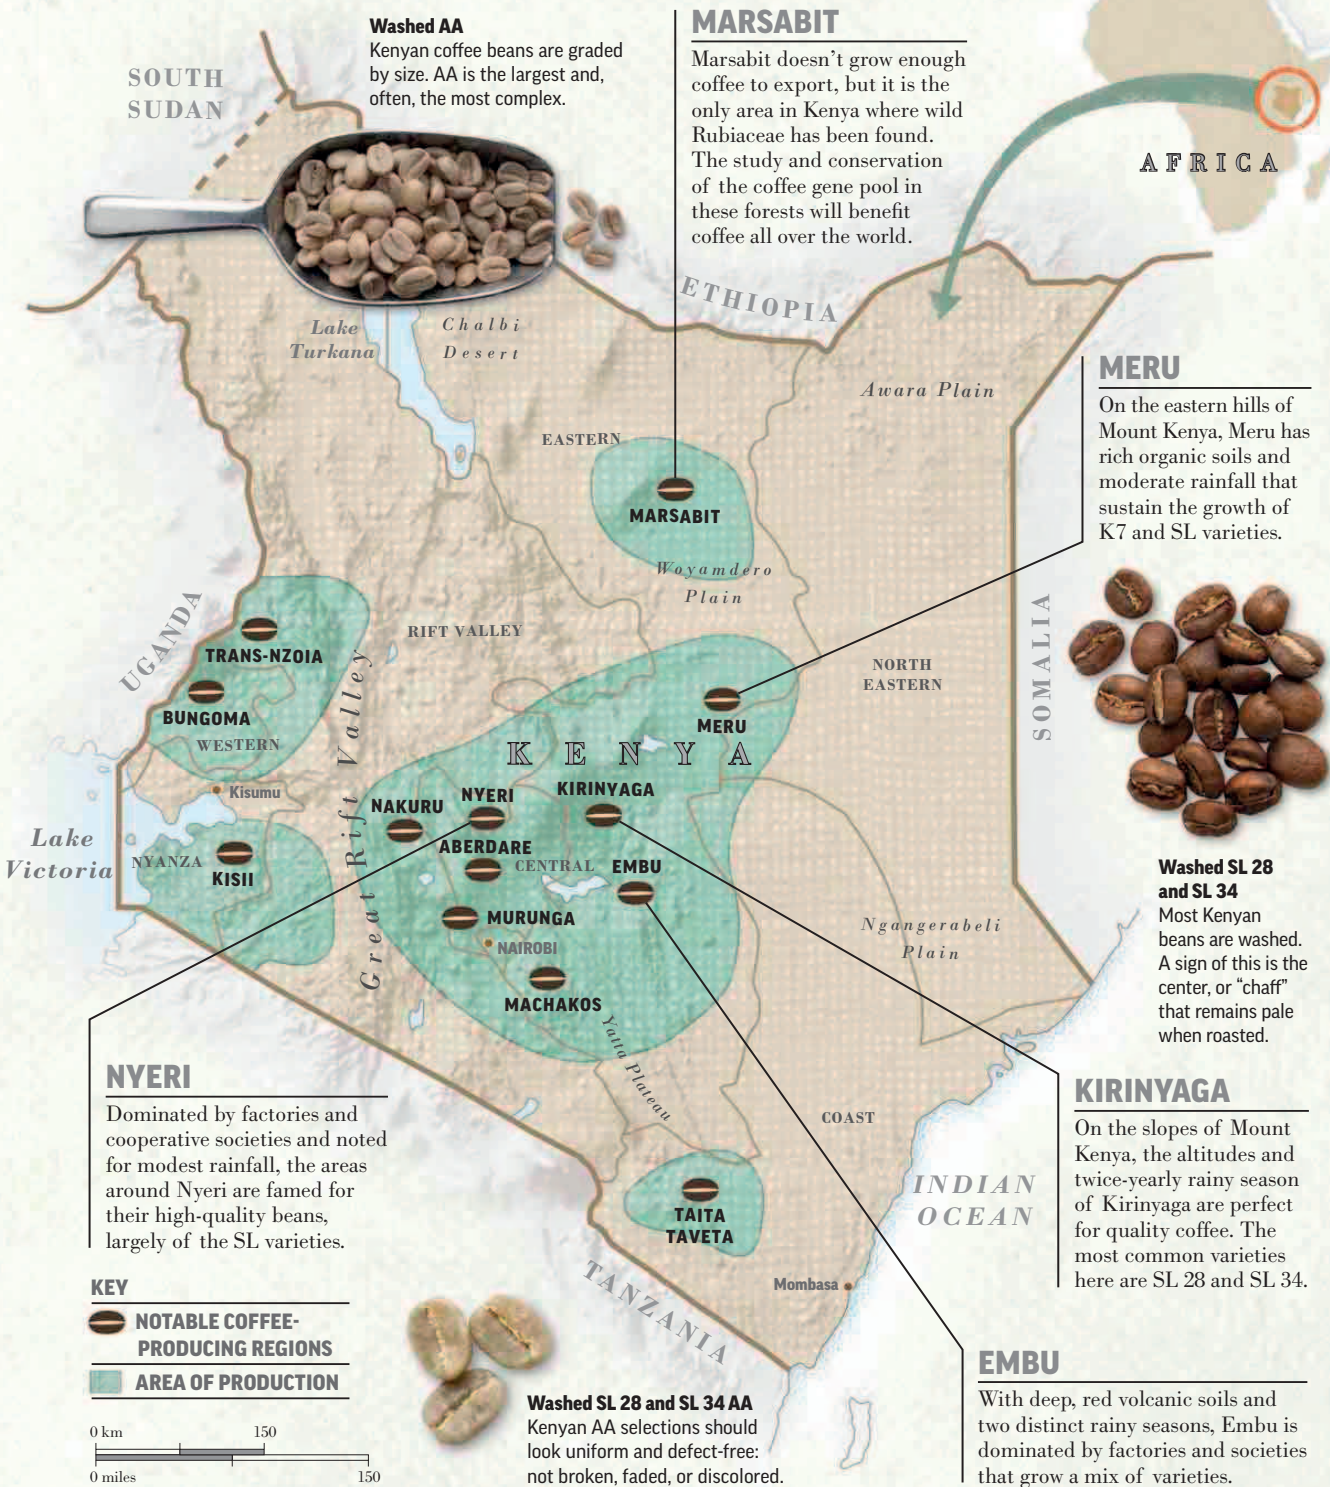 Washed AA
Kenyan coffee beans are graded
by size. AA is the largest and,
often, the most complex.
MARSABIT
Marsabit doesn't grow enough
coffee to export, but it is the
only area in Kenya where wild
Rubiaceae has been found.
The study and conservation
of the coffee gene pool in
these forests will benefit
coffee all over the world.
AFRICA
SOUTH
SUDAN
ETHIOPIA
Lake
Turkana
Chalbi
Desert
Awara Plain
MERU
On the eastern hills of
Mount Kenya, Meru has
rich organic soils and
moderate rainfall that
sustain the growth of
K7 and SL varieties.
EASTERN
MARSABIT
Woyamdero
Plain
UGANDA
TRANS-NZOIA
BUNGOMA
WESTERN
Kisumu
RIFT VALLEY
Great Rift Valley
NORTH
EASTERN
SOMALIA
MERU
KENYA
NAKURU
NYERI
KIRINYAGA
ABERDARE
CENTRAL
EMBU
MURUNGA
NAIROBI
MACHAKOS
Lake
Victoria
NYANZA
KISII
Ngangerabeli
Plain
Washed SL 28
and SL 34
Most Kenyan
beans are washed.
A sign of this is the
center, or “chaff”
that remains pale
when roasted.
Yatta Plateau
COAST
NYERI
Dominated by factories and
cooperative societies and noted
for modest rainfall, the areas
around Nyeri are famed for
their high-quality beans,
largely of the SL varieties.
KIRINYAGA
On the slopes of Mount
Kenya, the altitudes and
twice-yearly rainy season
of Kirinyaga are perfect
for quality coffee. The
most common varieties
here are SL 28 and SL 34.
TAITA
TAVETA
INDIAN
OCEAN
Mombasa
TANZANIA
KEY
NOTABLE COFFEE-
PRODUCING REGIONS
AREA OF PRODUCTION
0 km 150
0 miles 150
Washed SL 28 and SL 34 AA
Kenyan AA selections should
look uniform and defect-free:
not broken, faded, or discolored.
EMBU
With deep, red volcanic soils and
two distinct rainy seasons, Embu is
dominated by factories and societies
that grow a mix of varieties.